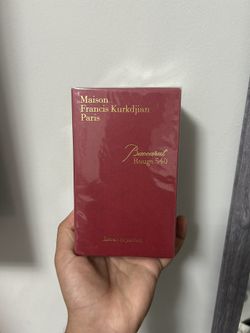 Maison
Francis Kurkdjian
Paris
Baccarat
Rouge 540
Extrait de parfum